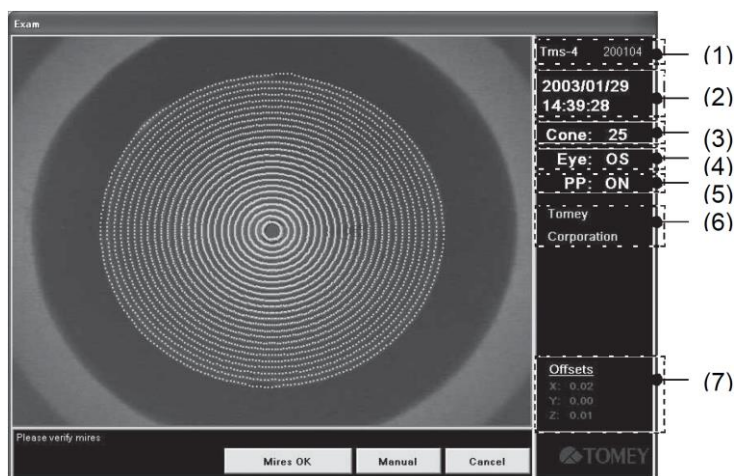 Exam
Tms-4 200104
2003/01/29
14:39:28
Cone: 25
Eye: OS
PP: ON
Tomey
Corporation
Offsets
X: 0.02
Y: 0.00
Z: 0.01
TOMEY
Please verify mires
Mires OK
Manual
Cancel
(1)
(2)
(3)
(4)
(5)
(6)
(7)